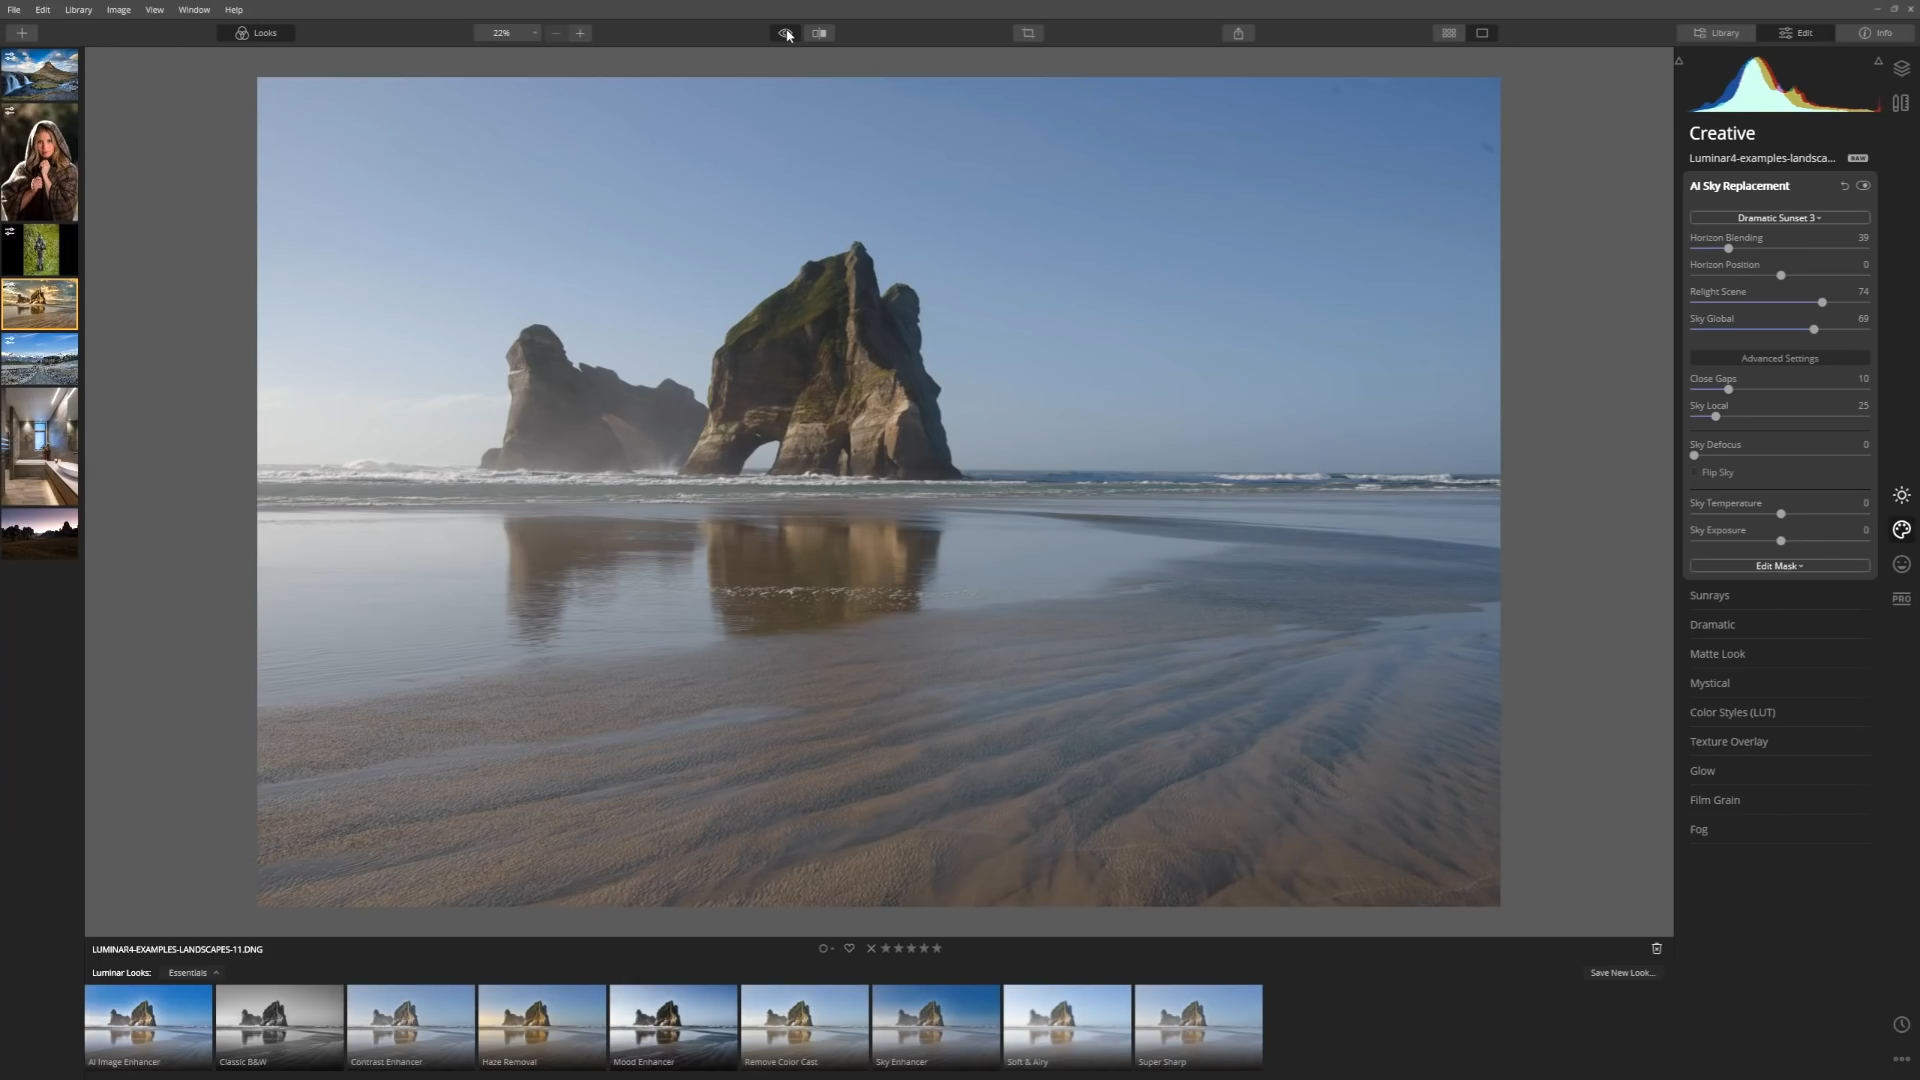 File Edit Library Image View Window Help
Looks 22% Library Edit Info
Creative
Luminar4-examples-landsca... RAW
AI Sky Replacement
Dramatic Sunset 3
Horizon Blending 39
Horizon Position 0
Relight Scene 74
Sky Global 69
Advanced Settings
Close Gaps 10
Sky Local 25
Sky Defocus 0
Flip Sky
Sky Temperature 0
Sky Exposure 0
Edit Mask
PRO
Sunrays
Dramatic
Matte Look
Mystical
Color Styles (LUT)
Texture Overlay
Glow
Film Grain
Fog
LUMINAR4-EXAMPLES-LANDSCAPES-11.DNG
Luminar Looks: Essentials Save New Look...
AI Image Enhancer Classic B&W Contrast Enhancer Haze Removal Mood Enhancer Remove Color Cast Sky Enhancer Soft & Airy Super Sharp